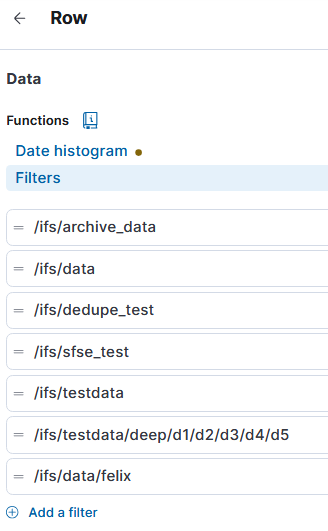 Row
Data
Functions
Date histogram
Filters
/ifs/archive_data
/ifs/data
/ifs/dedupe_test
/ifs/sfse_test
/ifs/testdata
/ifs/testdata/deep/d1/d2/d3/d4/d5
/ifs/data/felix
Add a filter